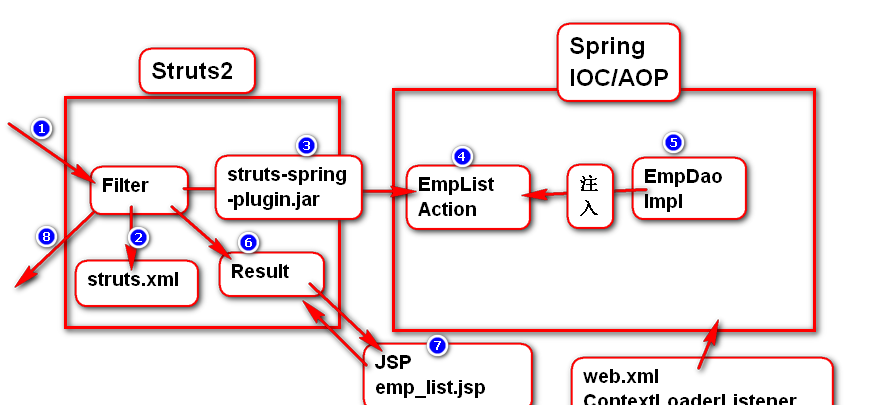 Struts2
Spring
IOC/AOP
1
Filter
3
struts-spring
-plugin.jar
4
EmpList
Action
注
入
5
EmpDao
Impl
8
2
struts.xml
6
Result
7
JSP
emp_list.jsp
web.xml
ContextLoaderListener